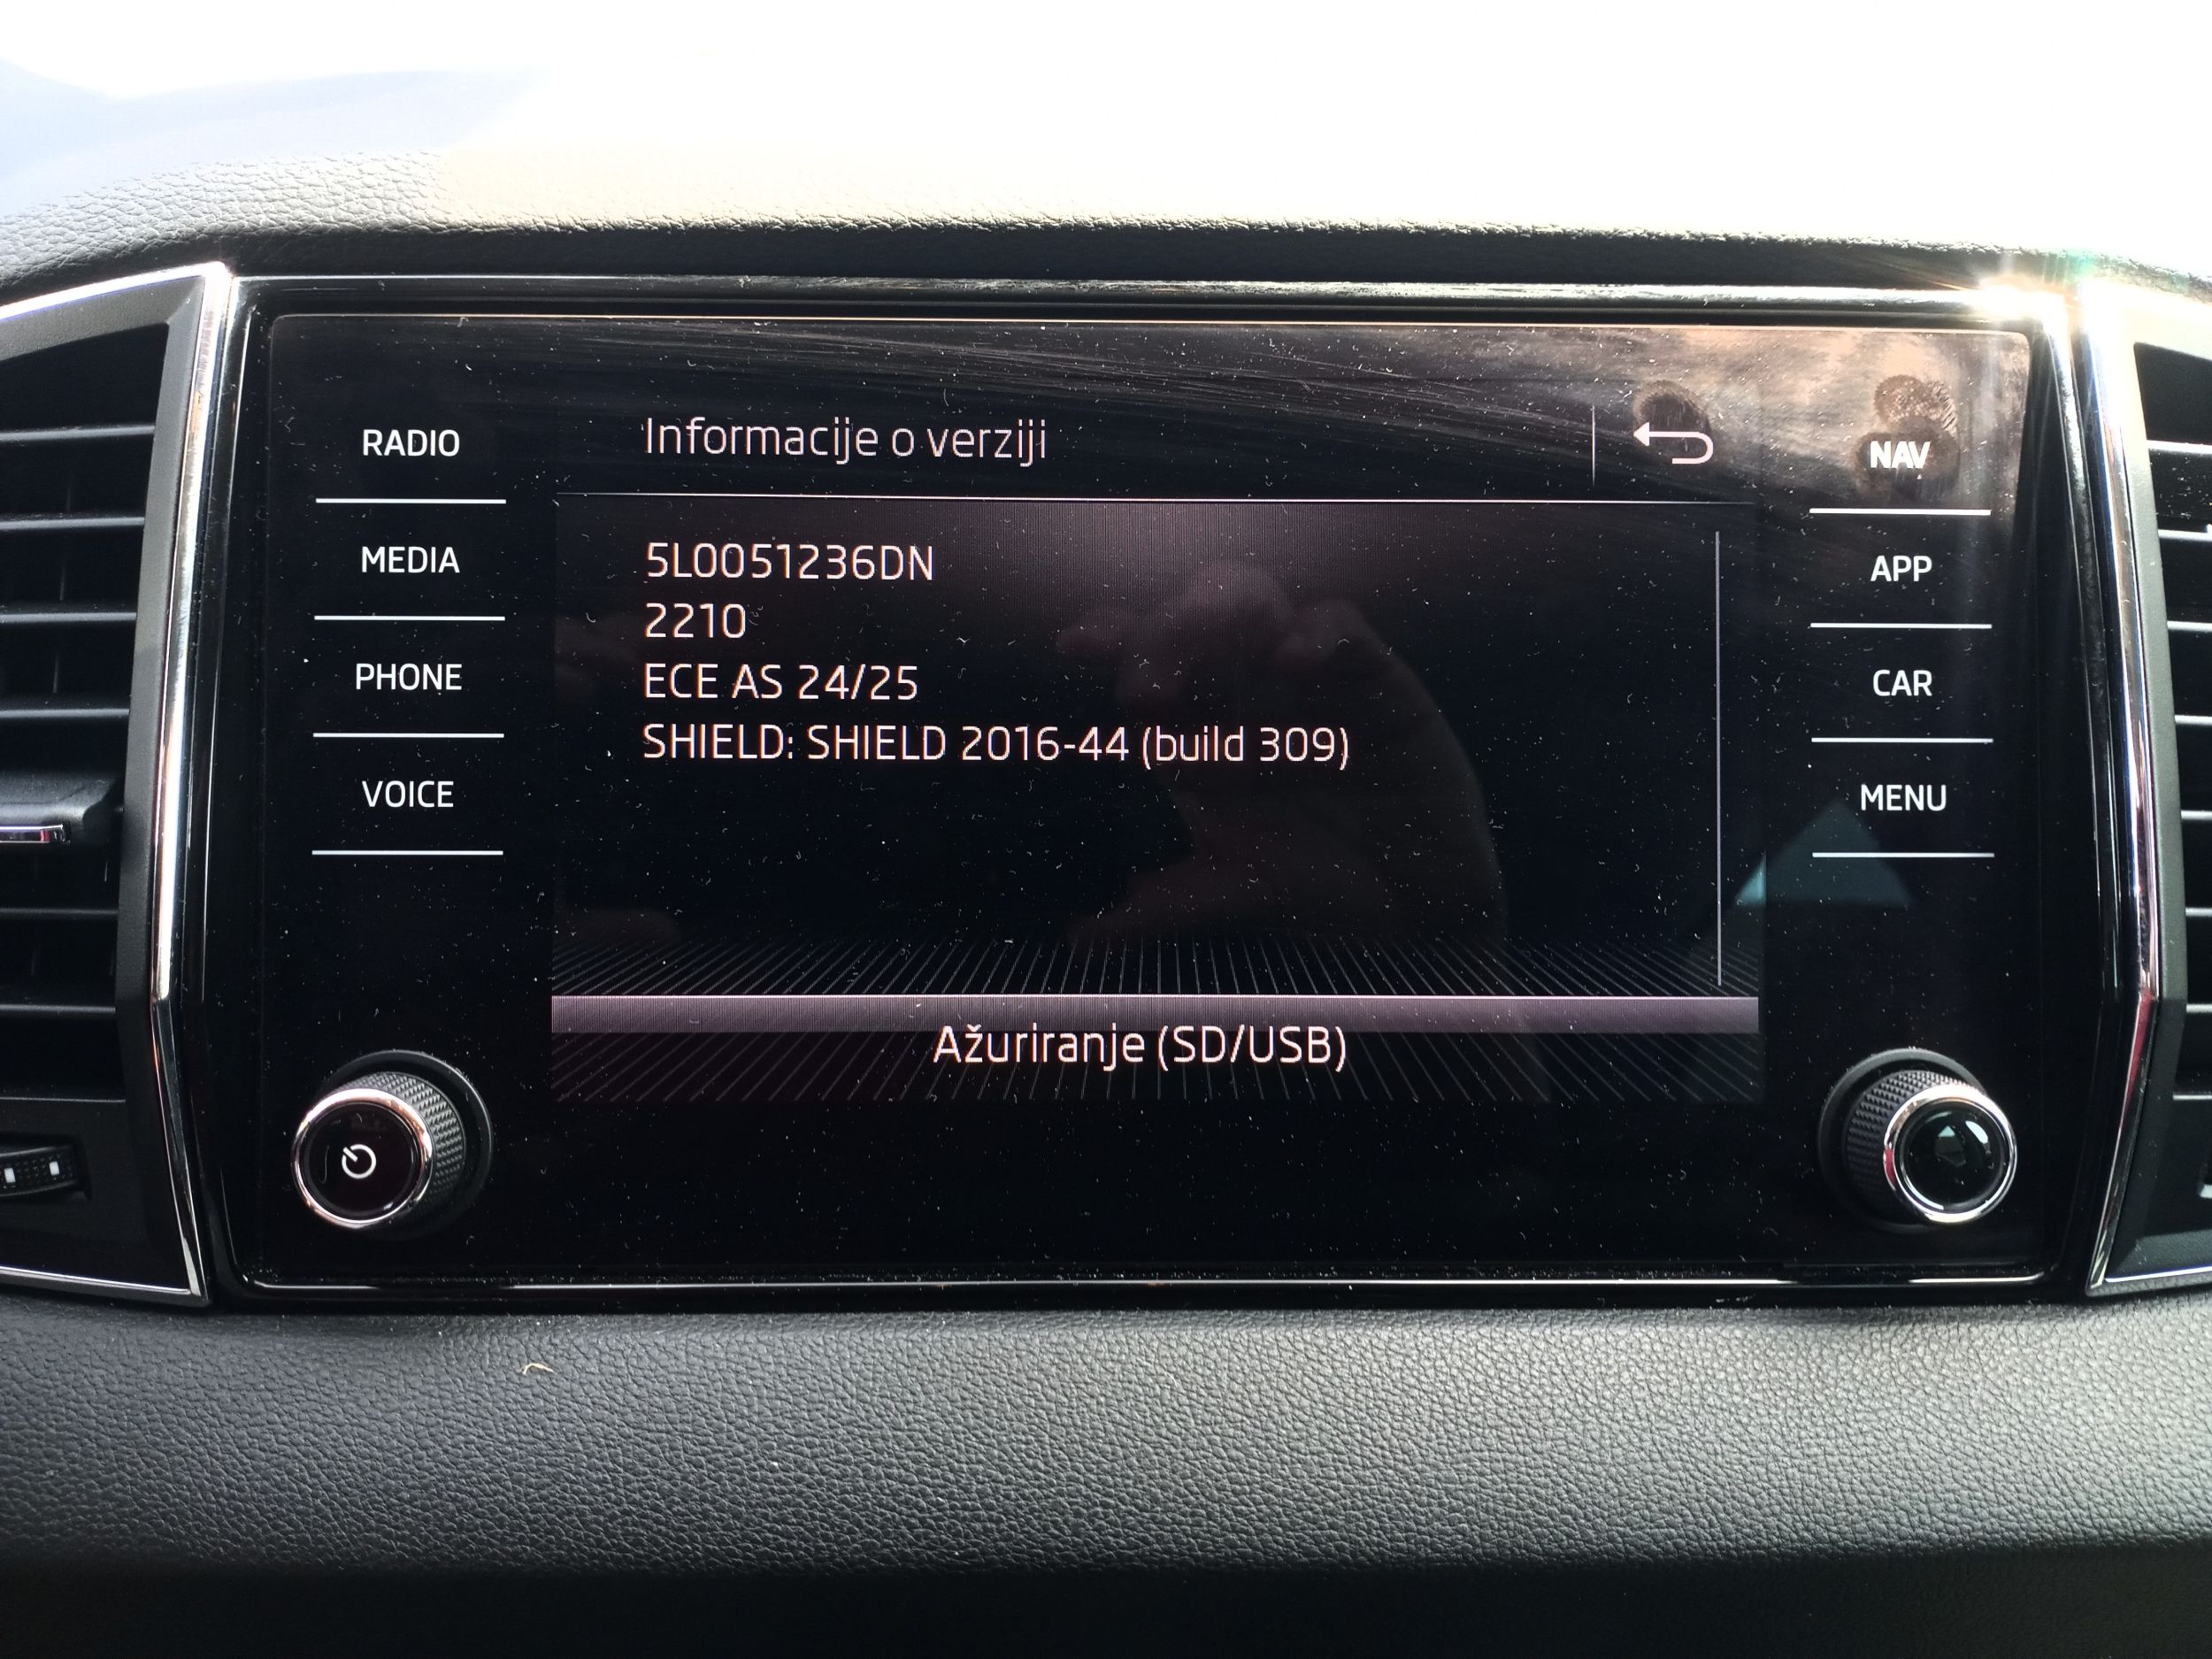 RADIO
MEDIA
PHONE
VOICE
Informacije o verziji
5L0051236DN
2210
ECE AS 24/25
SHIELD: SHIELD 2016-44 (build 309)
Ažuriranje (SD/USB)
NAV
APP
CAR
MENU